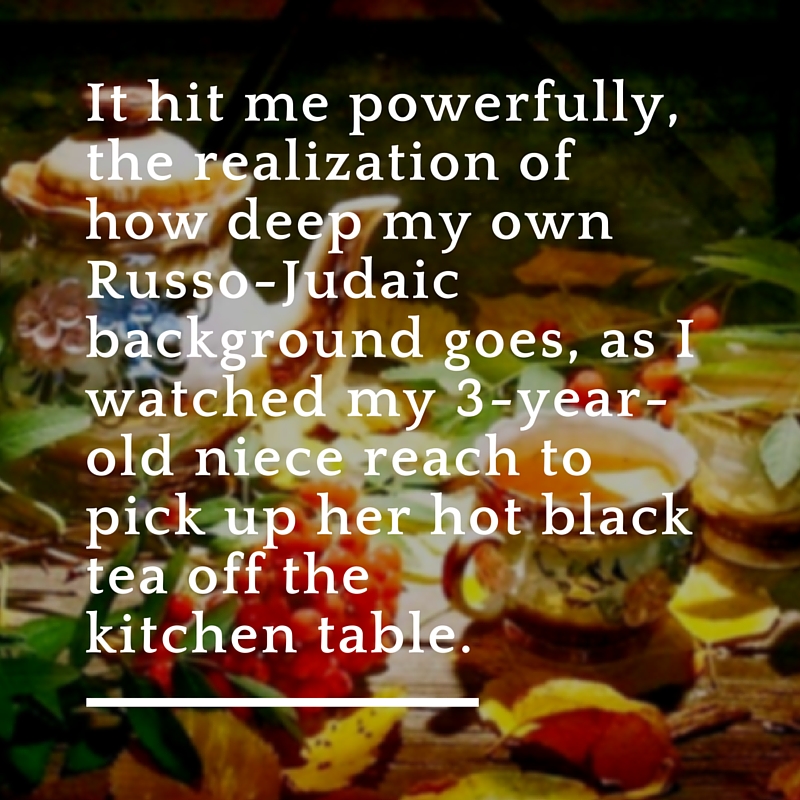 It hit me powerfully,
the realization of
how deep my own
Russo-Judaic
background goes, as I
watched my 3-year-
old niece reach to
pick up her hot black
tea off the
kitchen table.